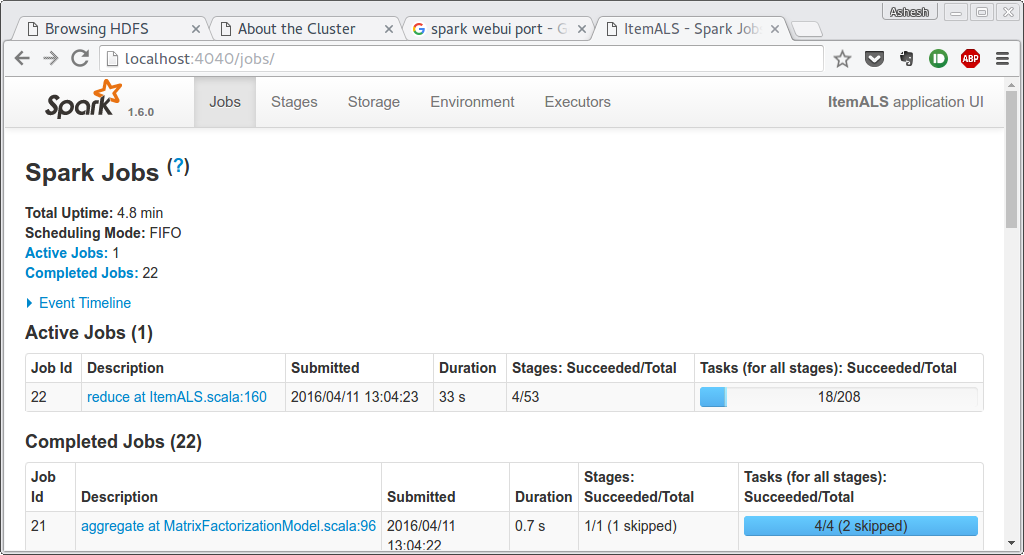 Ashesh
Browsing HDFS
About the Cluster
spark webui port - G
ItemALS - Spark Job
localhost:4040/jobs/
ABP
Spark 1.6.0
Jobs
Stages
Storage
Environment
Executors
ItemALS application UI
Spark Jobs (?)
Total Uptime: 4.8 min
Scheduling Mode: FIFO
Active Jobs: 1
Completed Jobs: 22
Event Timeline
Active Jobs (1)
Job Id Description Submitted Duration Stages: Succeeded/Total Tasks (for all stages): Succeeded/Total
22 reduce at ItemALS.scala:160 2016/04/11 13:04:23 33 s 4/53 18/208
Completed Jobs (22)
Job Id Description Submitted Duration Stages: Succeeded/Total Tasks (for all stages): Succeeded/Total
21 aggregate at MatrixFactorizationModel.scala:96 2016/04/11 13:04:22 0.7 s 1/1 (1 skipped) 4/4 (2 skipped)